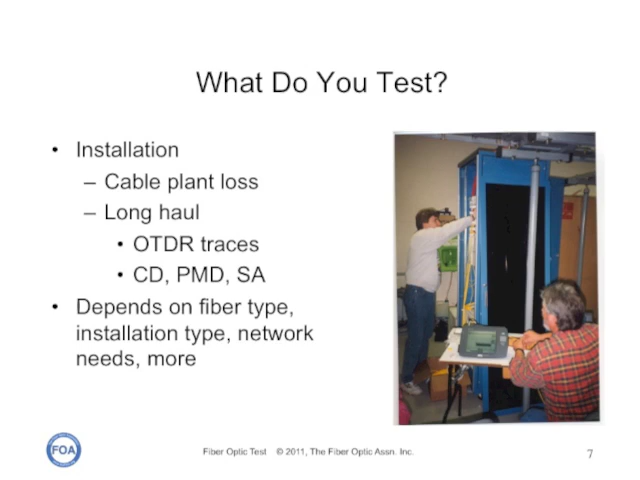 What Do You Test?
• Installation
– Cable plant loss
– Long haul
• OTDR traces
• CD, PMD, SA
• Depends on fiber type,
installation type, network
needs, more
FOA
Fiber Optic Test © 2011, The Fiber Optic Assn. Inc.
7